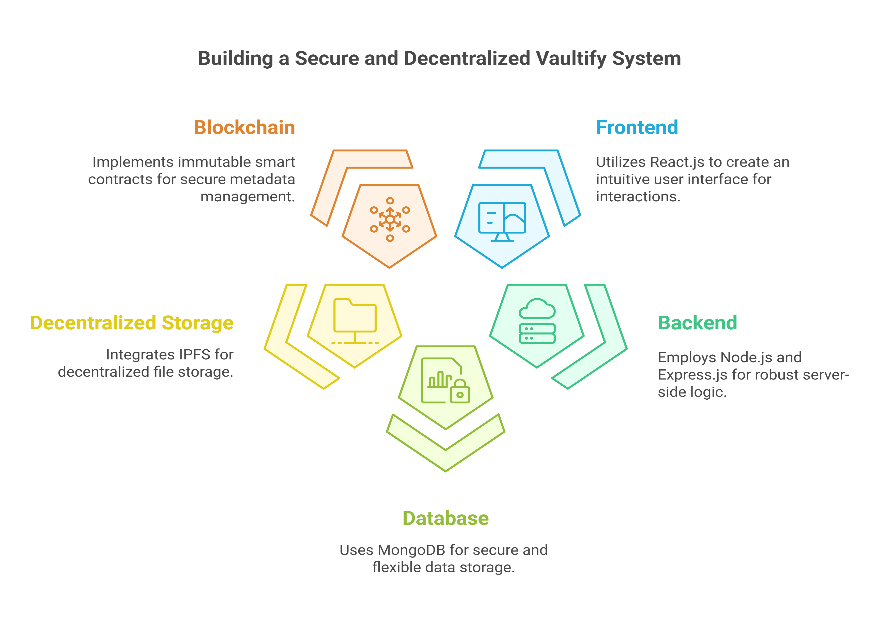 Building a Secure and Decentralized Vaultify System
Blockchain
Implements immutable smart
contracts for secure metadata
management.
Frontend
Utilizes React.js to create an
intuitive user interface for
interactions.
Decentralized Storage
Integrates IPFS for
decentralized file storage.
Backend
Employs Node.js and
Express.js for robust server-
side logic.
Database
Uses MongoDB for secure and
flexible data storage.